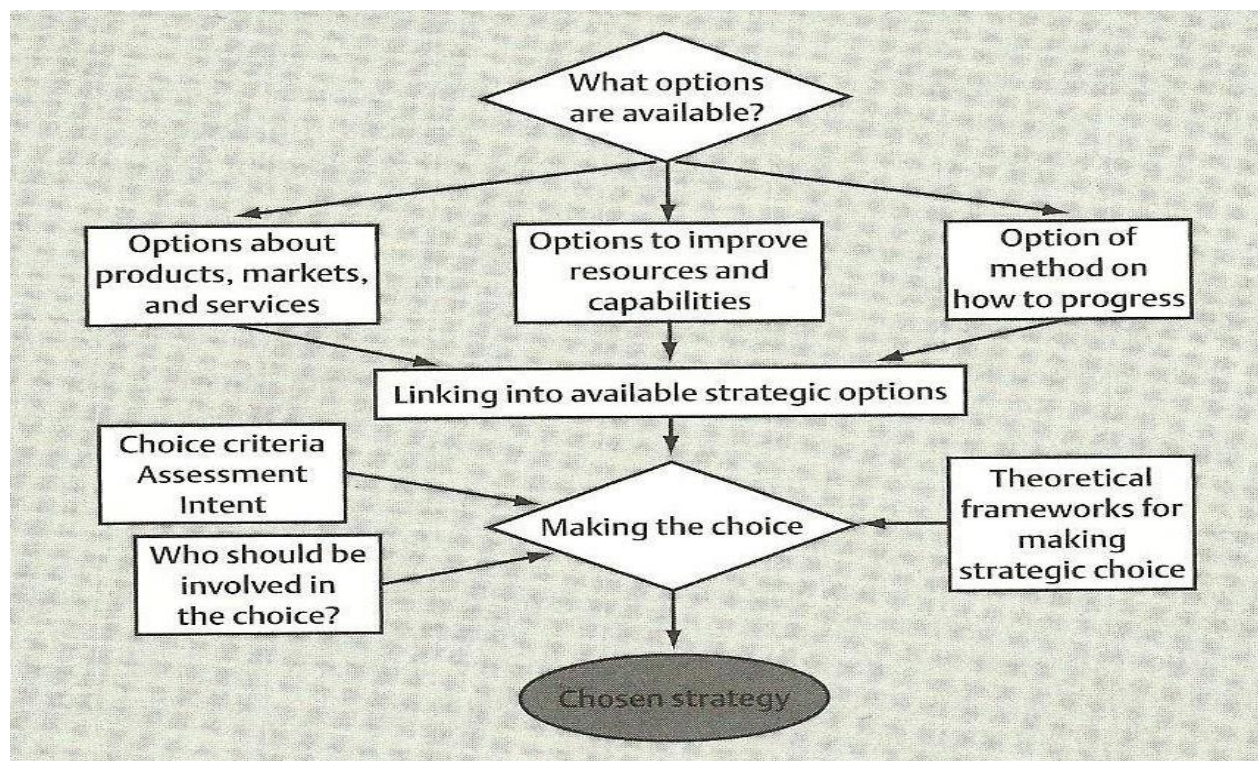 What options
are available?
Options about
products, markets,
and services
Options to improve
resources and
capabilities
Option of
method on
how to progress
Linking into available strategic options
Choice criteria
Assessment
Intent
Who should be
involved in
the choice?
Making the choice
Theoretical
frameworks for
making
strategic choice
Chosen strategy